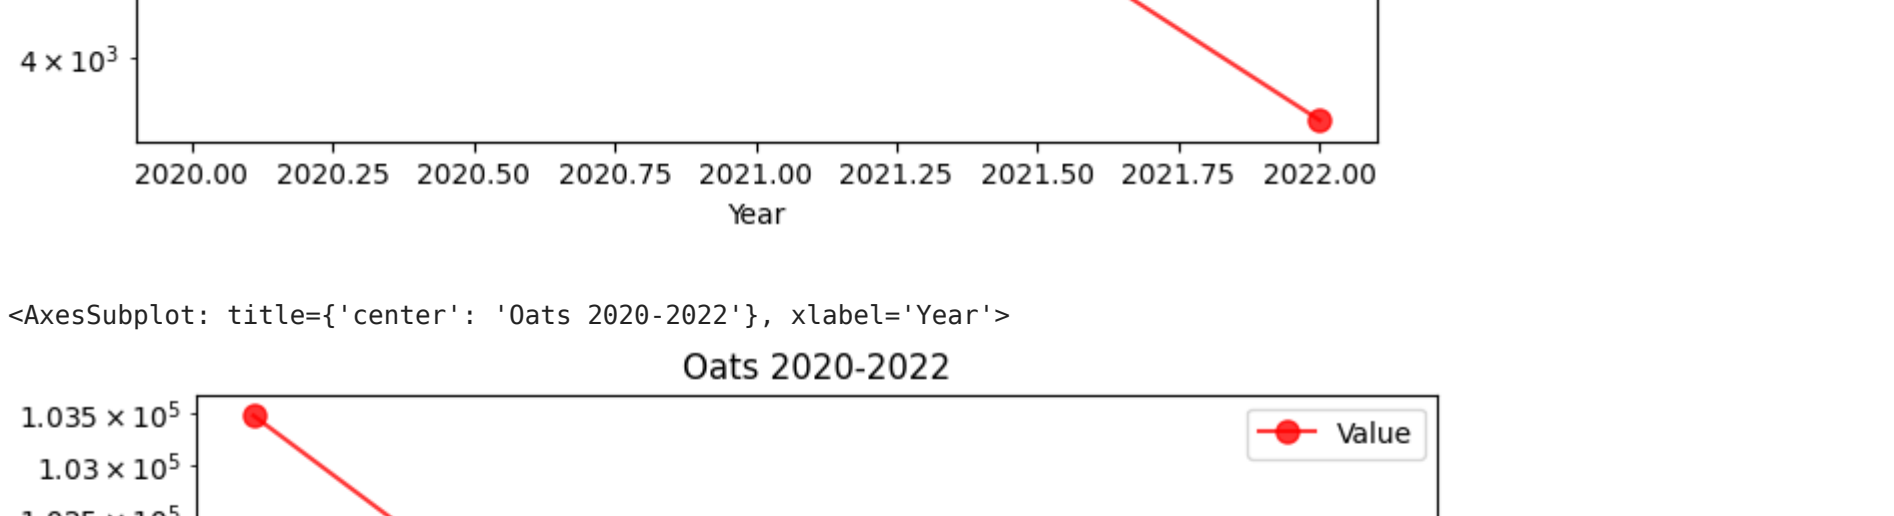 4 × 10³
2020.00 2020.25 2020.50 2020.75 2021.00 2021.25 2021.50 2021.75 2022.00
Year
<AxesSubplot: title={'center': 'Oats 2020-2022'}, xlabel='Year'>
Oats 2020-2022
1.035 × 10⁵
Value
1.03 × 10⁵